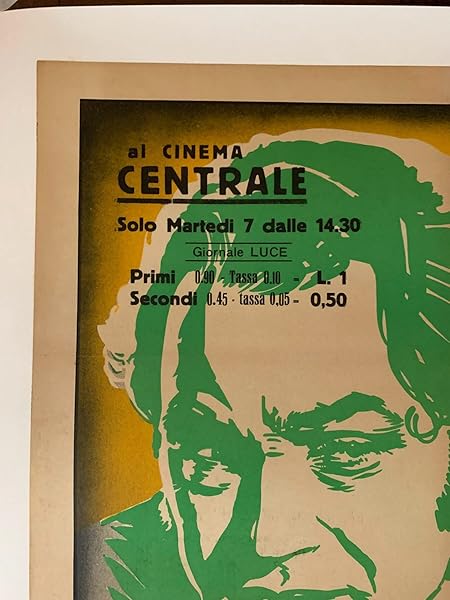 al CINEMA
CENTRALE
Solo Martedi 7 dalle 14.30
Giornale LUCE
Primi 0.90 - Tassa 0.10 - L. 1
Secondi 0.45 - tassa 0,05 - 0,50